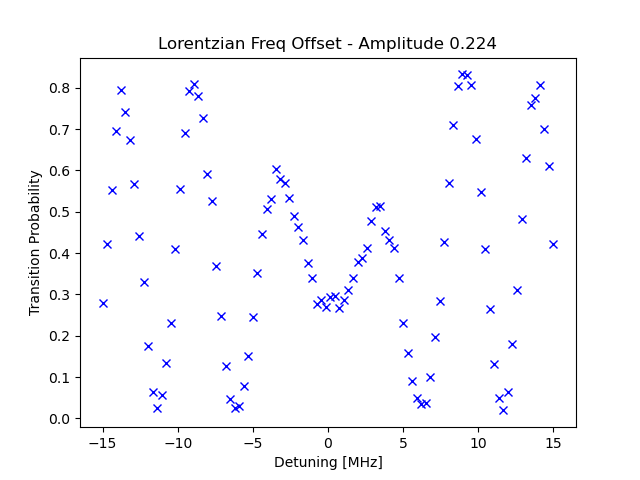 Lorentzian Freq Offset - Amplitude 0.224
Transition Probability
0.8
0.7
0.6
0.5
0.4
0.3
0.2
0.1
0.0
−15 −10 −5 0 5 10 15
Detuning [MHz]